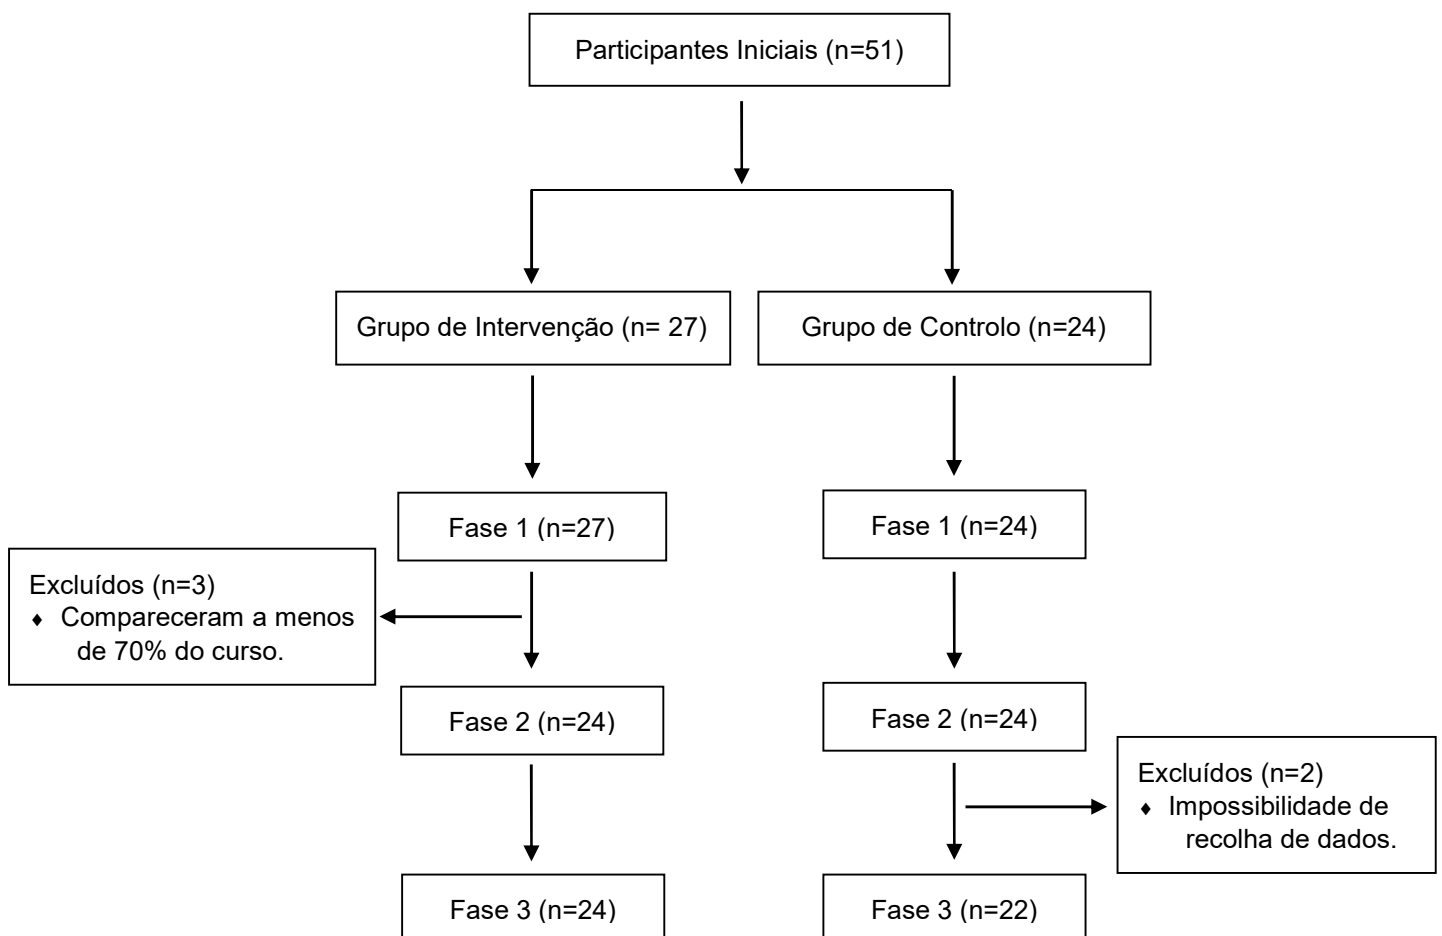 Participantes Iniciais (n=51)
Grupo de Intervenção (n= 27)
Grupo de Controlo (n=24)
Fase 1 (n=27)
Fase 1 (n=24)
Excluídos (n=3)
♦ Compareceram a menos
de 70% do curso.
Fase 2 (n=24)
Fase 2 (n=24)
Excluídos (n=2)
♦ Impossibilidade de
recolha de dados.
Fase 3 (n=24)
Fase 3 (n=22)